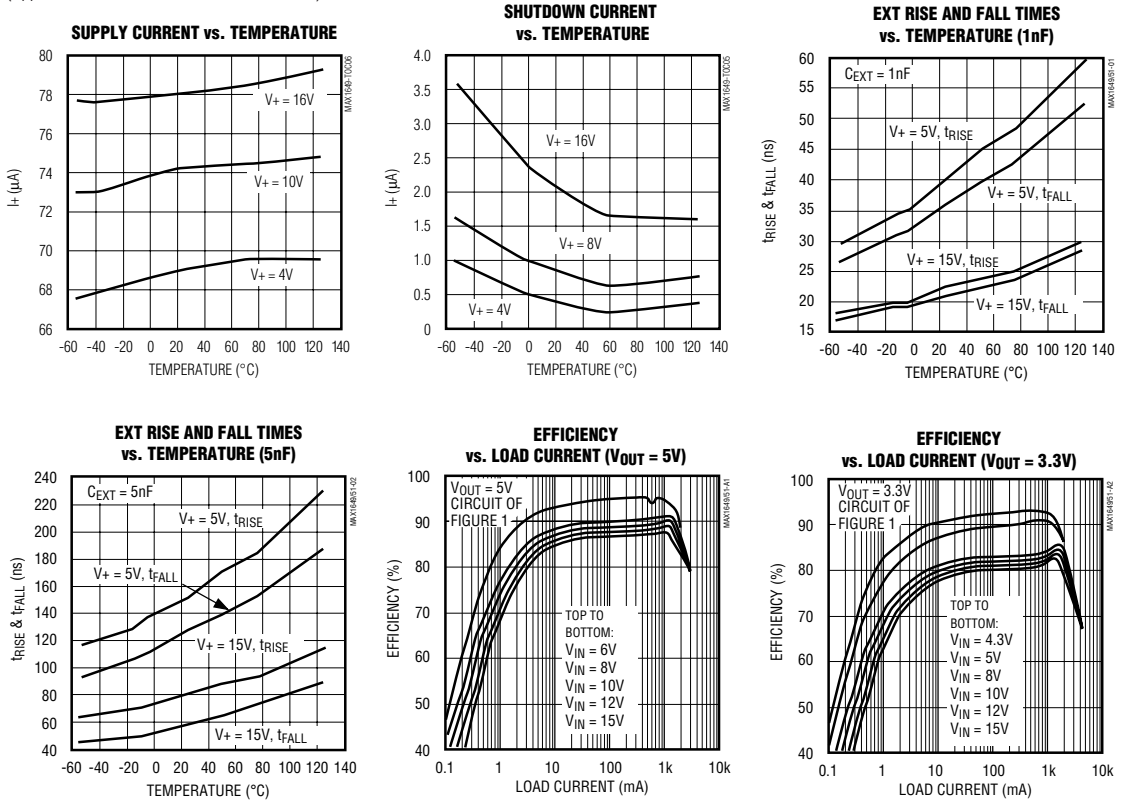 SUPPLY CURRENT vs. TEMPERATURE
80
78
76
74
72
70
68
66
I+ (µA)
V+ = 16V
V+ = 10V
V+ = 4V
MAX1649-TOC06
-60 -40 -20 0 20 40 60 80 100 120 140
TEMPERATURE (°C)
SHUTDOWN CURRENT
vs. TEMPERATURE
4.0
3.5
3.0
2.5
2.0
1.5
1.0
0.5
0
I+ (µA)
V+ = 16V
V+ = 8V
V+ = 4V
MAX1649-TOC05
-60 -40 -20 0 20 40 60 80 100 120 140
TEMPERATURE (°C)
EXT RISE AND FALL TIMES
vs. TEMPERATURE (1nF)
60
55
50
45
40
35
30
25
20
15
tRISE & tFALL (ns)
CEXT = 1nF
V+ = 5V, tRISE
V+ = 5V, tFALL
V+ = 15V, tRISE
V+ = 15V, tFALL
MAX1649/51-01
-60 -40 -20 0 20 40 60 80 100 120 140
TEMPERATURE (°C)
EXT RISE AND FALL TIMES
vs. TEMPERATURE (5nF)
240
220
200
180
160
140
120
100
80
60
40
tRISE & tFALL (ns)
CEXT = 5nF
V+ = 5V, tRISE
V+ = 5V, tFALL
V+ = 15V, tRISE
V+ = 15V, tFALL
MAX1649/51-02
-60 -40 -20 0 20 40 60 80 100 120 140
TEMPERATURE (°C)
EFFICIENCY
vs. LOAD CURRENT (VOUT = 5V)
100
90
80
70
60
50
40
EFFICIENCY (%)
VOUT = 5V
CIRCUIT OF
FIGURE 1
TOP TO
BOTTOM:
VIN = 6V
VIN = 8V
VIN = 10V
VIN = 12V
VIN = 15V
MAX1649/51-A1
0.1 1 10 100 1k 10k
LOAD CURRENT (mA)
EFFICIENCY
vs. LOAD CURRENT (VOUT = 3.3V)
100
90
80
70
60
50
40
EFFICIENCY (%)
VOUT = 3.3V
CIRCUIT OF
FIGURE 1
TOP TO
BOTTOM:
VIN = 4.3V
VIN = 5V
VIN = 8V
VIN = 10V
VIN = 12V
VIN = 15V
MAX1649/51-A2
0.1 1 10 100 1k 10k
LOAD CURRENT (mA)